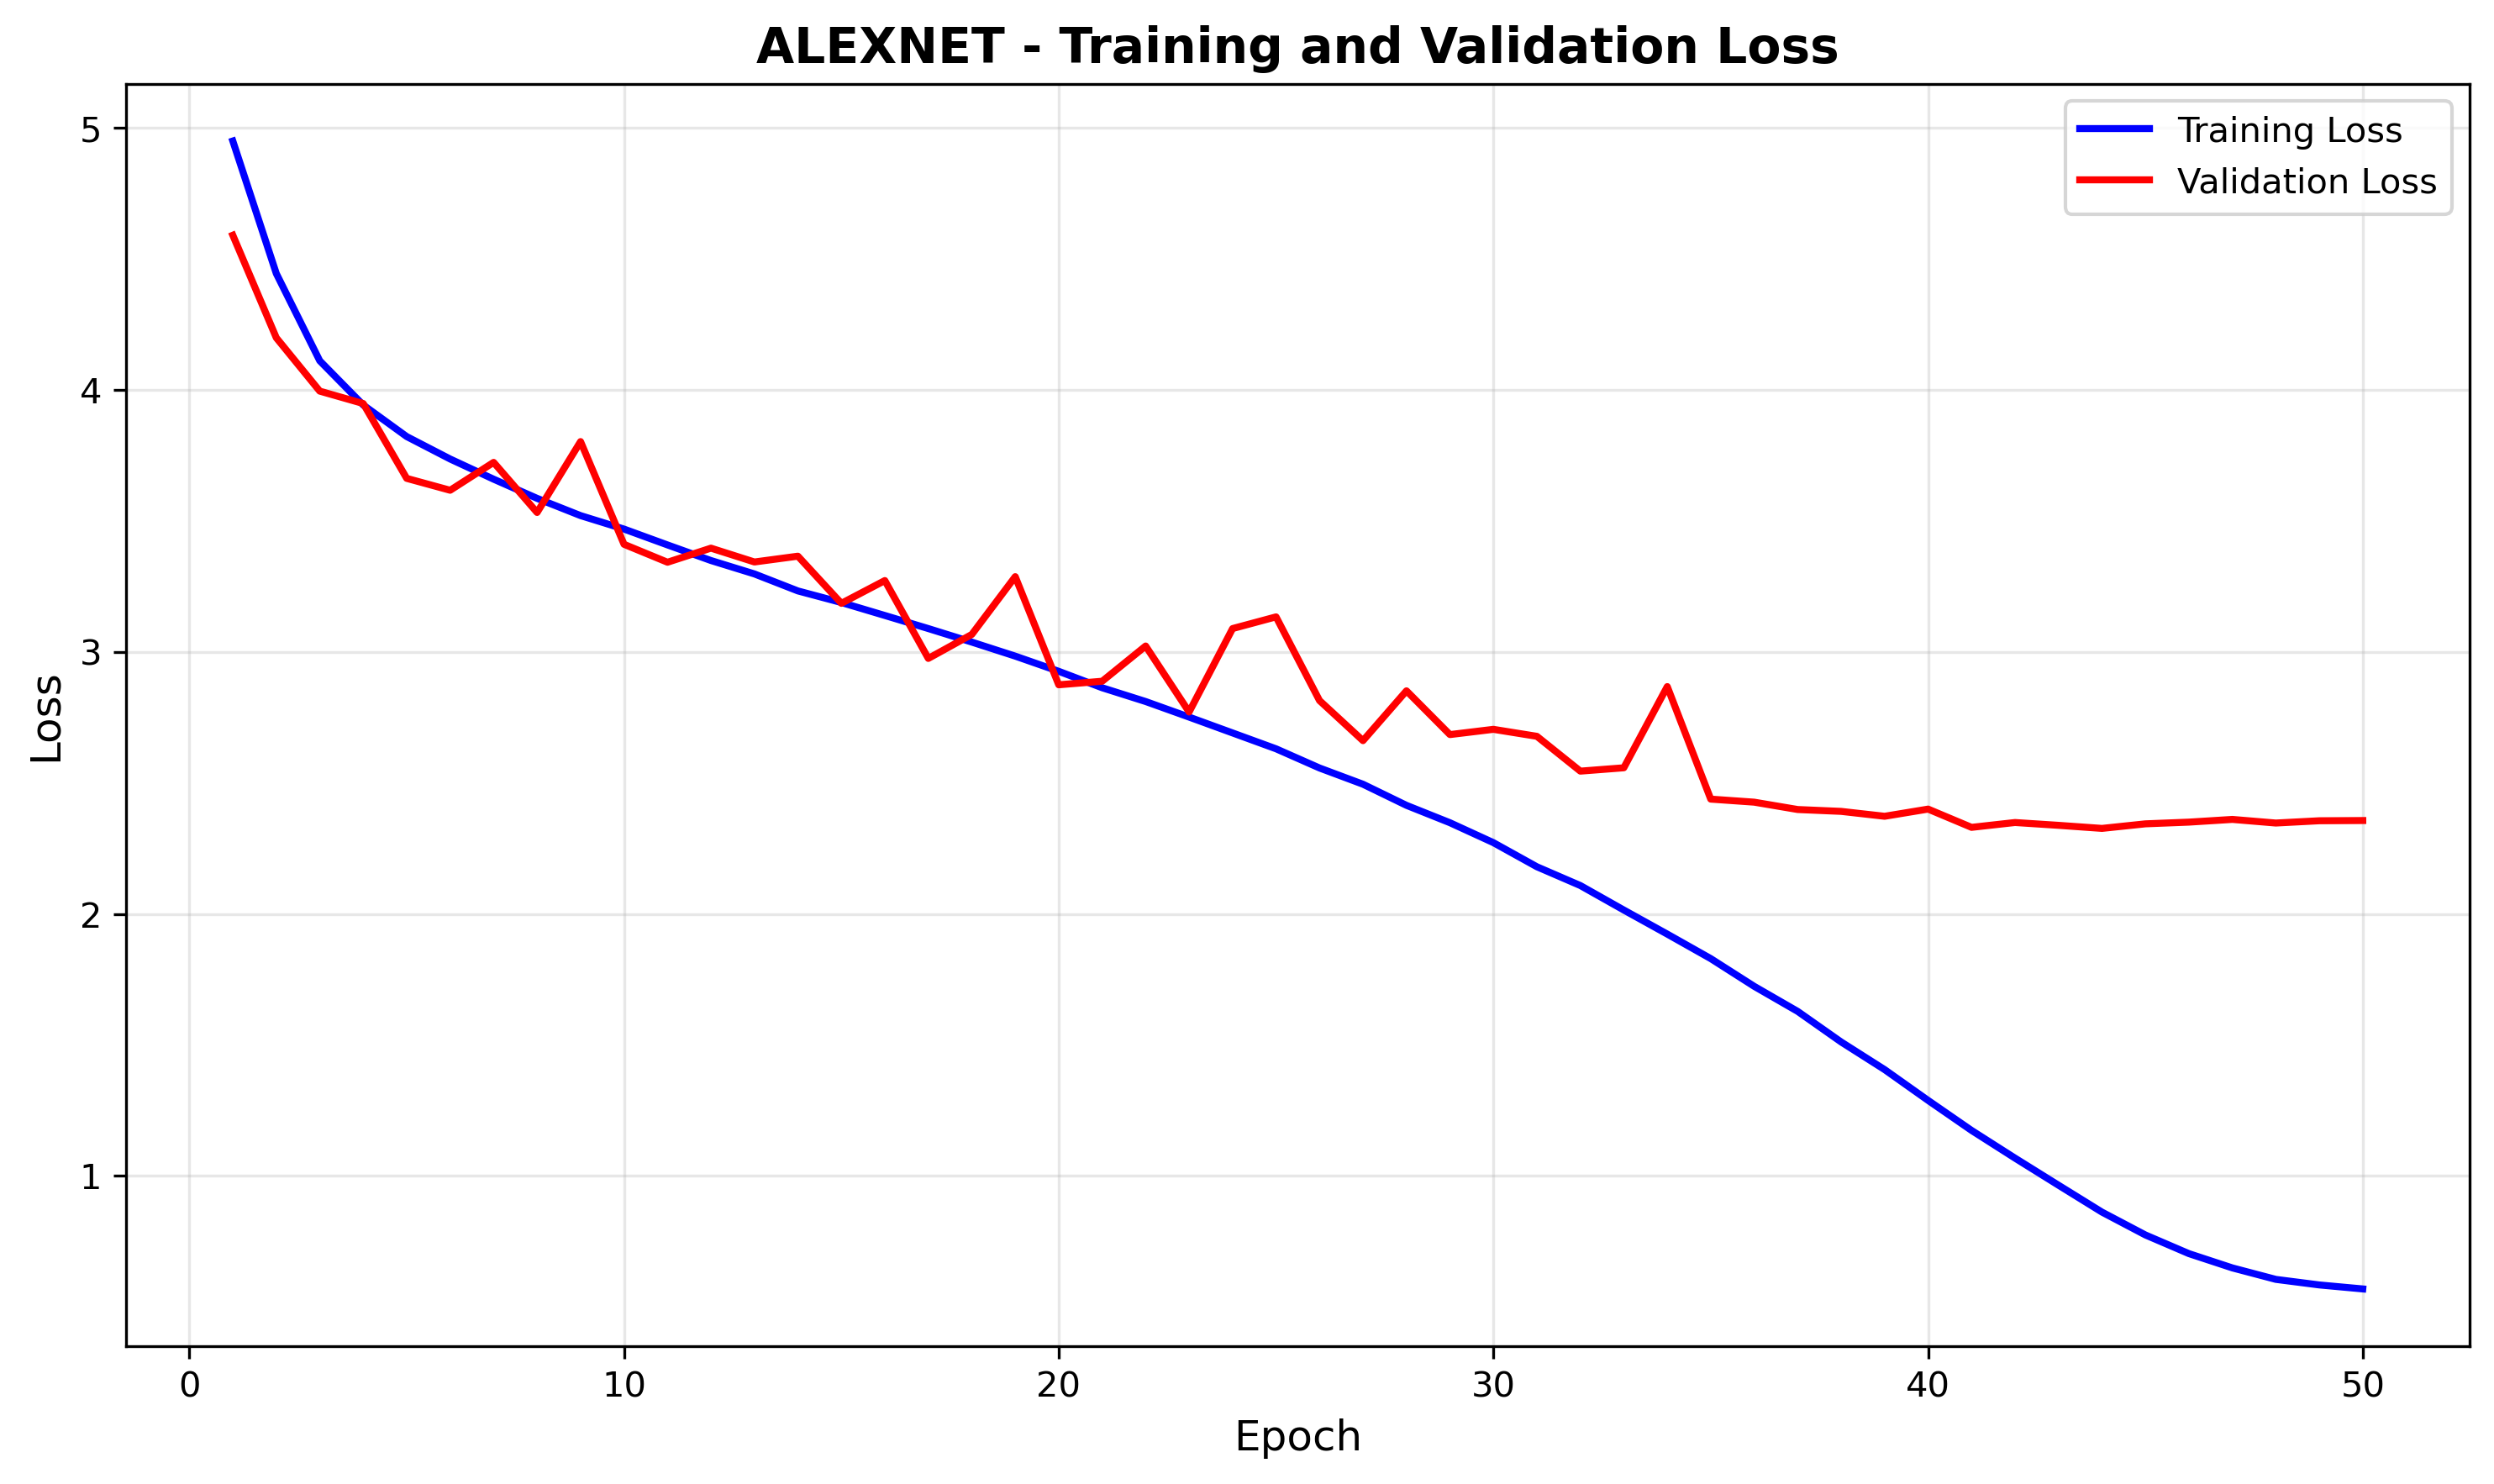 ALEXNET - Training and Validation Loss
Training Loss
Validation Loss
Loss
5
4
3
2
1
0 10 20 30 40 50
Epoch